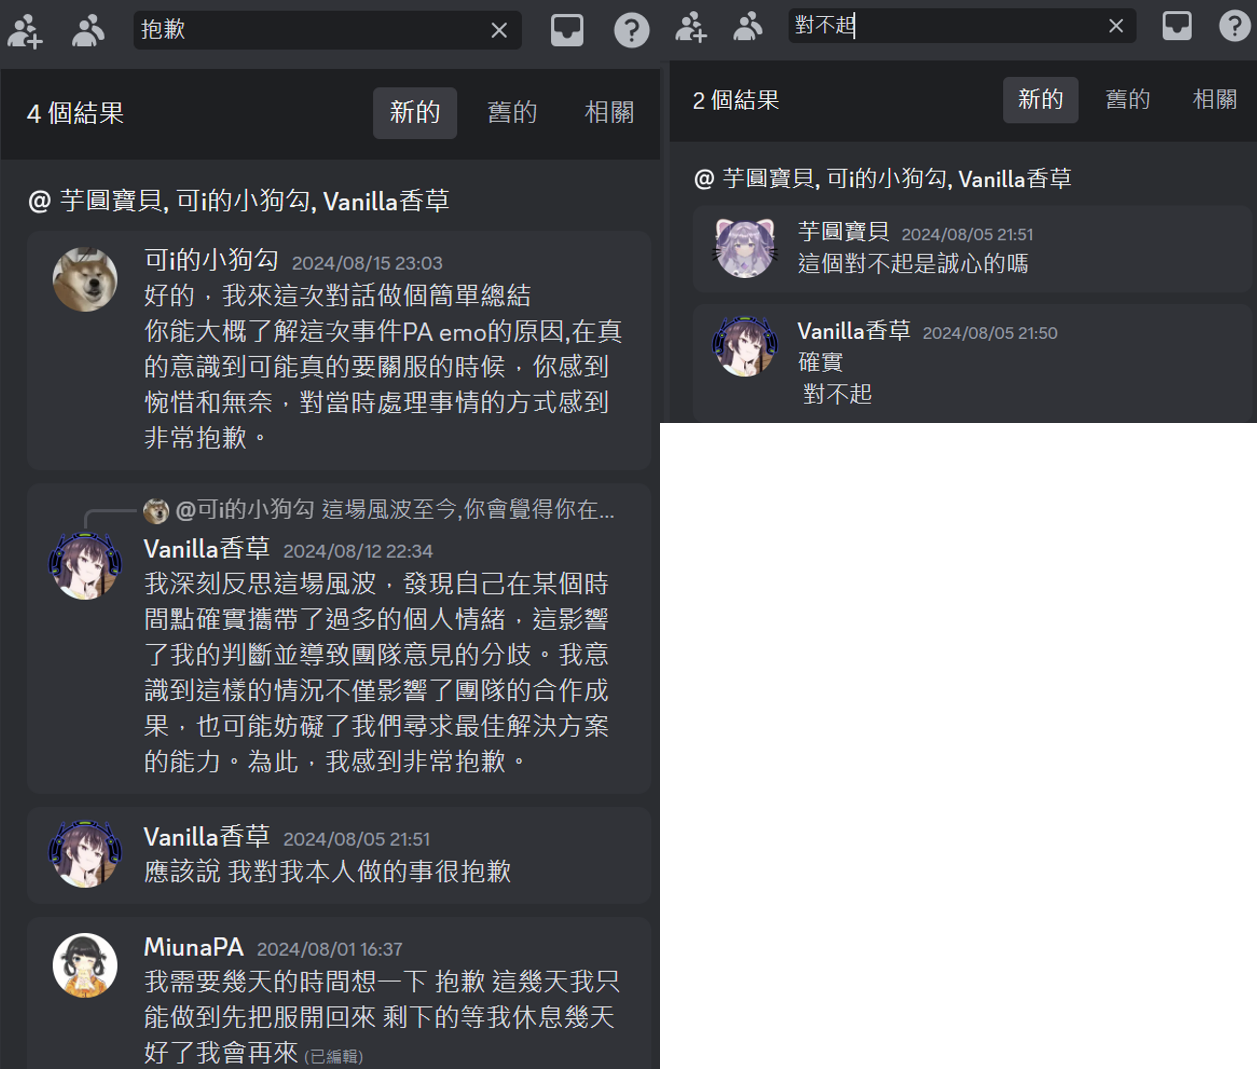 抱歉
4 個結果
新的
舊的
相關
@ 芋圓寶貝, 可i的小狗勾, Vanilla香草
可i的小狗勾 2024/08/15 23:03
好的，我來這次對話做個簡單總結
你能大概了解這次事件PA emo的原因,在真
的意識到可能真的要關服的時候，你感到
惋惜和無奈，對當時處理事情的方式感到
非常抱歉。
@可i的小狗勾 這場風波至今,你會覺得你在...
Vanilla香草 2024/08/12 22:34
我深刻反思這場風波，發現自己在某個時
間點確實攜帶了過多的個人情緒，這影響
了我的判斷並導致團隊意見的分歧。我意
識到這樣的情況不僅影響了團隊的合作成
果，也可能妨礙了我們尋求最佳解決方案
的能力。為此，我感到非常抱歉。
Vanilla香草 2024/08/05 21:51
應該說 我對我本人做的事很抱歉
MiunaPA 2024/08/01 16:37
我需要幾天的時間想一下 抱歉 這幾天我只
能做到先把服開回來 剩下的等我休息幾天
好了我會再來 (已編輯)
對不起
2 個結果
新的
舊的
相關
@ 芋圓寶貝, 可i的小狗勾, Vanilla香草
芋圓寶貝 2024/08/05 21:51
這個對不起是誠心的嗎
Vanilla香草 2024/08/05 21:50
確實
對不起